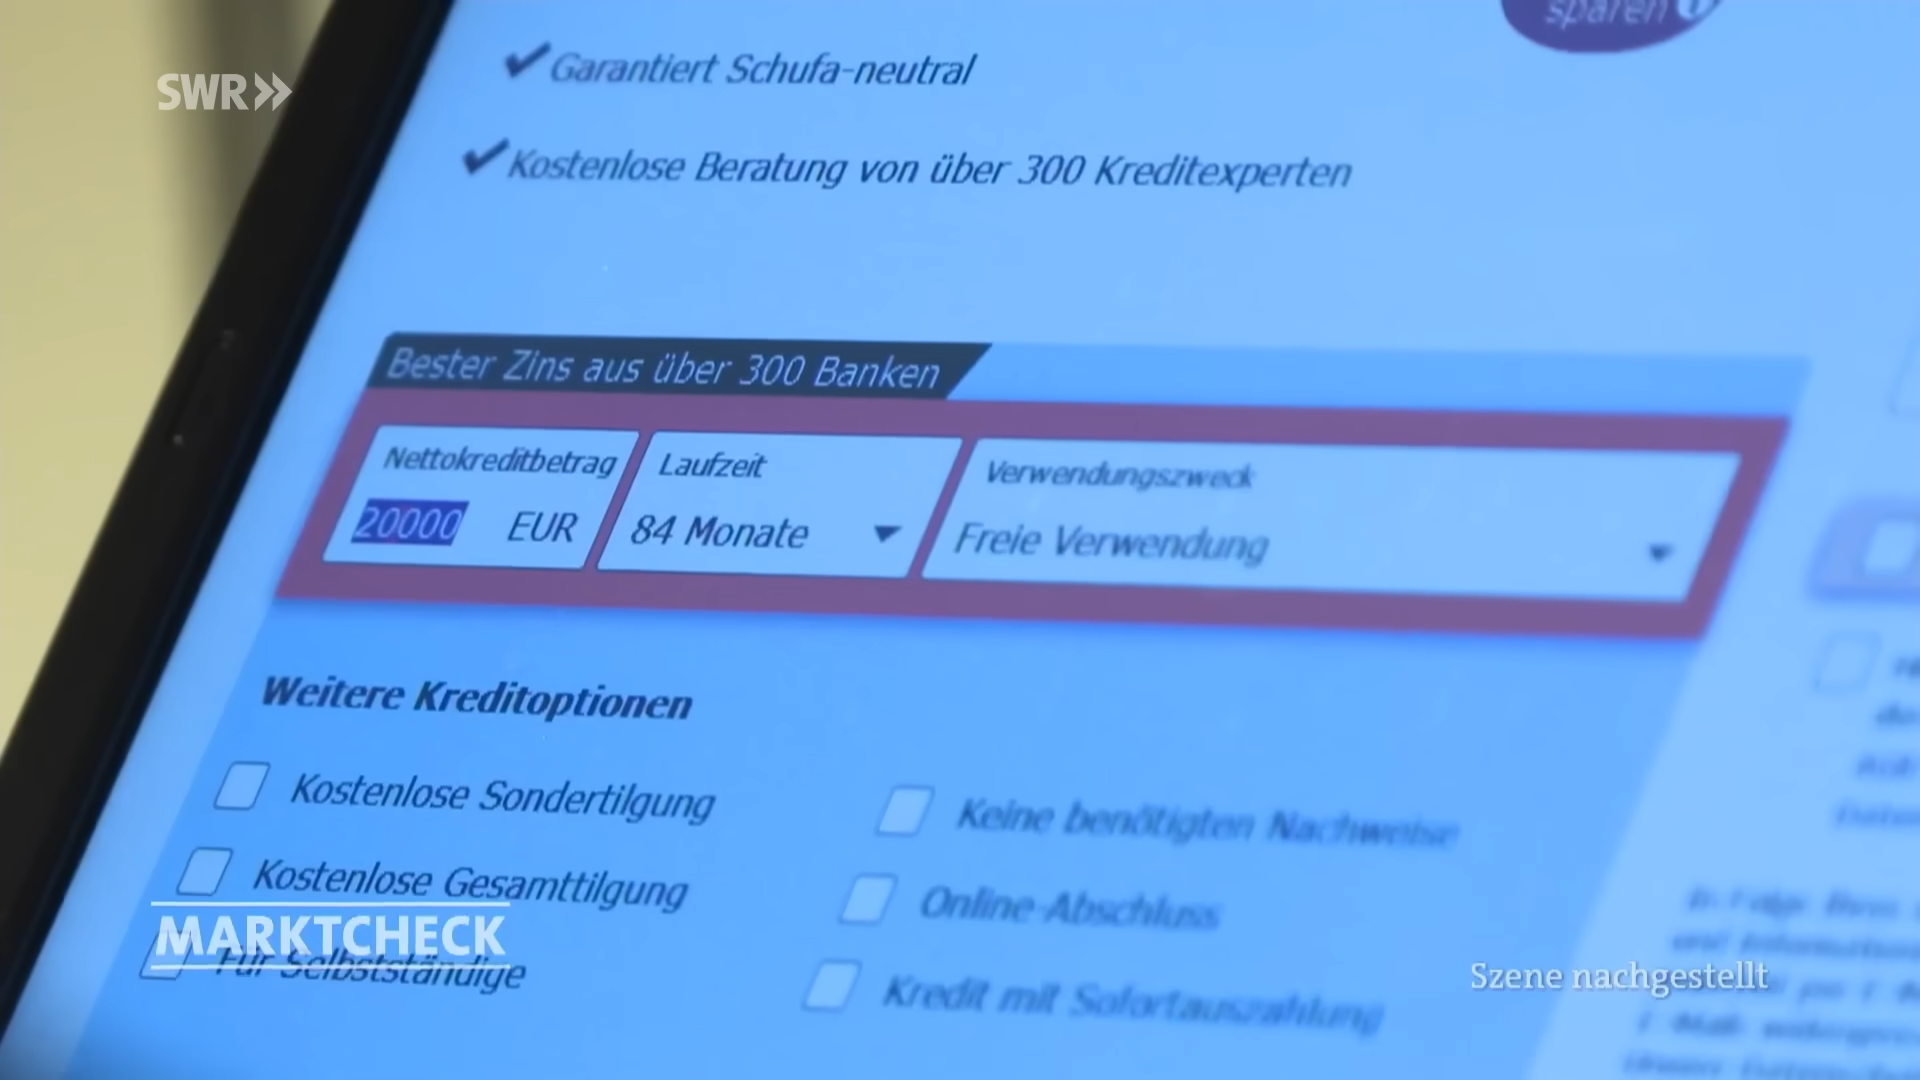 sparen
SWR
Garantiert Schufa-neutral
Kostenlose Beratung von über 300 Kreditexperten
Bester Zins aus über 300 Banken
Nettokreditbetrag
20000 EUR
Laufzeit
84 Monate
Verwendungszweck
Freie Verwendung
Weitere Kreditoptionen
Kostenlose Sondertilgung
Keine benötigten Nachweise
Kostenlose Gesamttilgung
Online-Abschluss
MARKTCHECK
Für Selbstständige
Kredit mit Sofortauszahlung
Szene nachgestellt